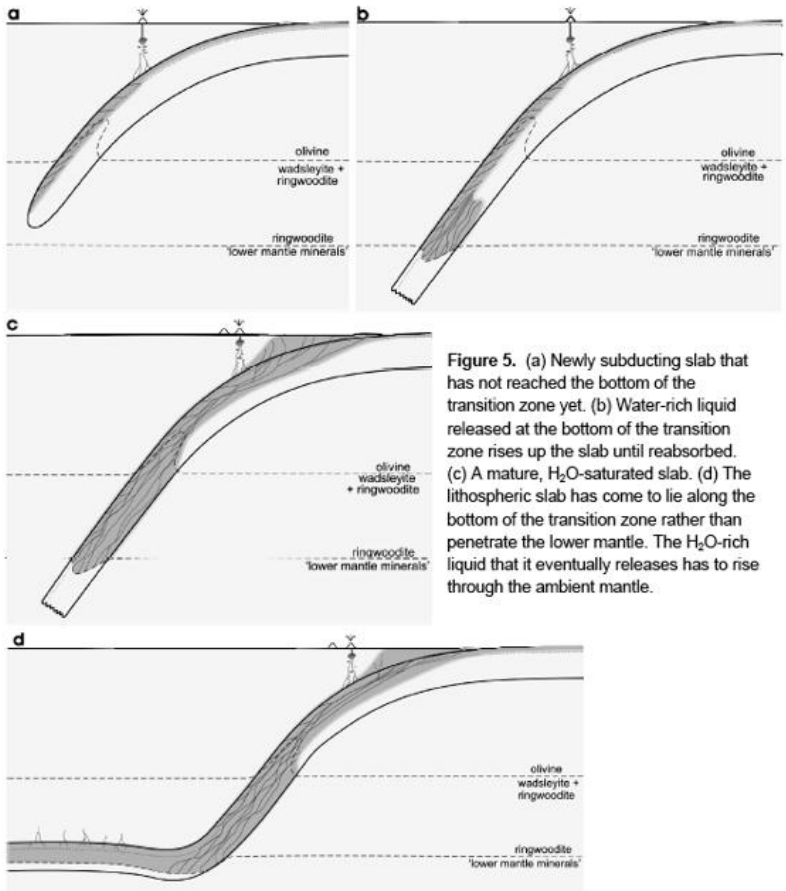 a
olivine
wadsleyite +
ringwoodite
ringwoodite
'lower mantle minerals'
b
olivine
wadsleyite +
ringwoodite
ringwoodite
'lower mantle minerals'
c
olivine
wadsleyite
+ ringwoodite
ringwoodite
'lower mantle minerals'
Figure 5. (a) Newly subducting slab that
has not reached the bottom of the
transition zone yet. (b) Water-rich liquid
released at the bottom of the transition
zone rises up the slab until reabsorbed.
(c) A mature, H₂O-saturated slab. (d) The
lithospheric slab has come to lie along the
bottom of the transition zone rather than
penetrate the lower mantle. The H₂O-rich
liquid that it eventually releases has to rise
through the ambient mantle.
d
olivine
wadsleyite +
ringwoodite
ringwoodite
'lower mantle minerals'